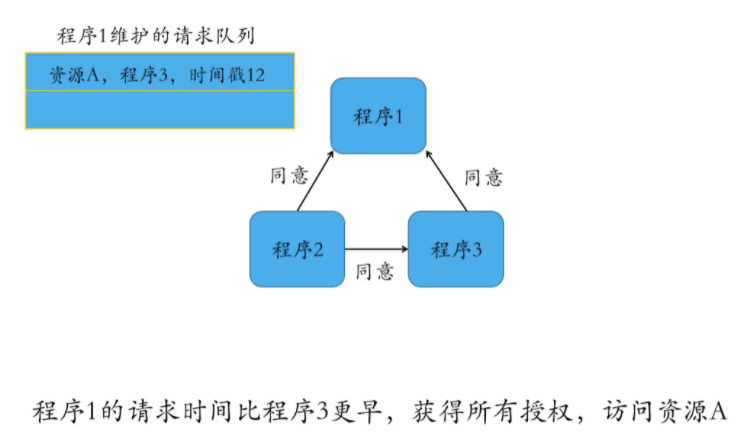 程序1维护的请求队列
资源A，程序3，时间戳12
程序1
同意
同意
程序2
程序3
同意
程序1的请求时间比程序3更早，获得所有授权，访问资源A